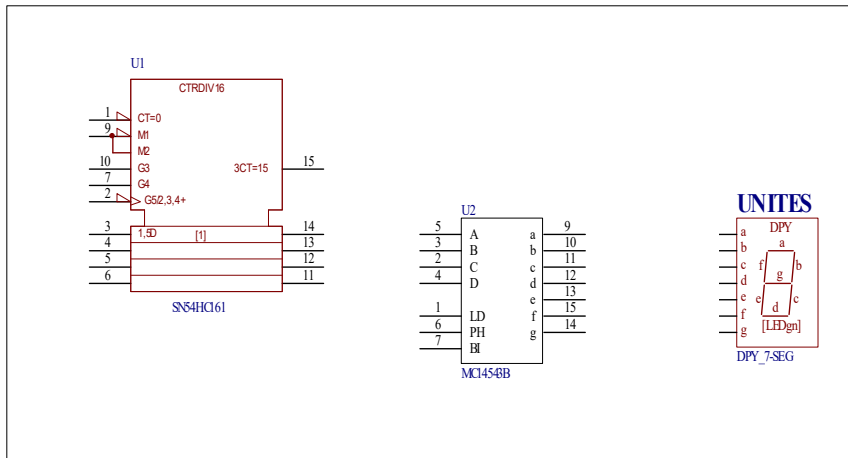 U1
CTRDIV16
1 CT=0
9 M1
M2
10 G3 3CT=15 15
7 G4
2 G5/2,3,4+
3 1,5D [1] 14
4 13
5 12
6 11
SN54HC161
U2
5 A a 9
3 B b 10
2 C c 11
4 D d 12
e 13
1 LD f 15
6 PH g 14
7 BI
MC14543B
UNITES
DPY
a a
b f b
c g
d e c
e d
f [LEDgn]
g
DPY_7-SEG